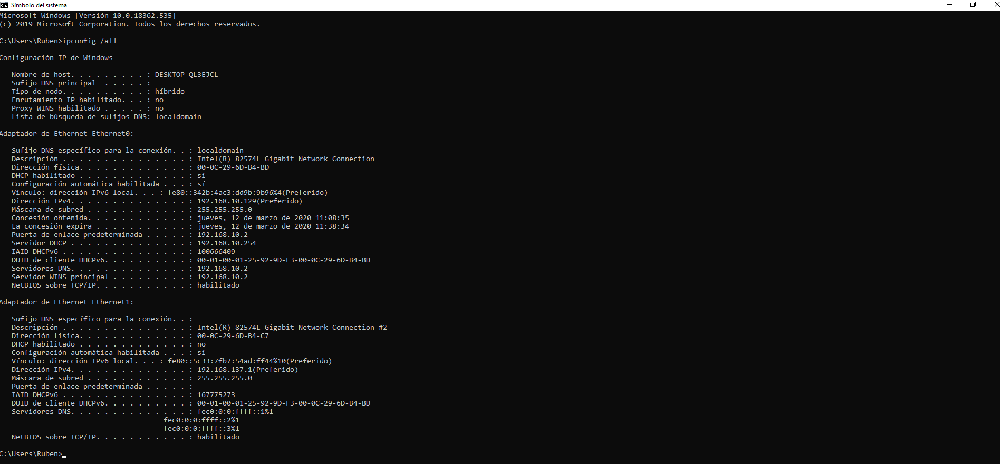 Símbolo del sistema
Microsoft Windows [Versión 10.0.18362.535]
(c) 2019 Microsoft Corporation. Todos los derechos reservados.
C:\Users\Ruben>ipconfig /all
Configuración IP de Windows
Nombre de host. . . . . . . . . : DESKTOP-QL3EJCL
Sufijo DNS principal  . . . . . :
Tipo de nodo. . . . . . . . . . : híbrido
Enrutamiento IP habilitado. . . : no
Proxy WINS habilitado . . . . . : no
Lista de búsqueda de sufijos DNS: localdomain
Adaptador de Ethernet Ethernet0:
Sufijo DNS específico para la conexión. . : localdomain
Descripción . . . . . . . . . . . . . . . : Intel(R) 82574L Gigabit Network Connection
Dirección física. . . . . . . . . . . . . : 00-0C-29-6D-B4-BD
DHCP habilitado . . . . . . . . . . . . . : sí
Configuración automática habilitada . . . : sí
Vínculo: dirección IPv6 local. . . : fe80::342b:4ac3:dd9b:9b96%4(Preferido)
Dirección IPv4. . . . . . . . . . . . . . : 192.168.10.129(Preferido)
Máscara de subred . . . . . . . . . . . . : 255.255.255.0
Concesión obtenida. . . . . . . . . . . . : jueves, 12 de marzo de 2020 11:08:35
La concesión expira . . . . . . . . . . . : jueves, 12 de marzo de 2020 11:38:34
Puerta de enlace predeterminada . . . . . : 192.168.10.2
Servidor DHCP . . . . . . . . . . . . . . : 192.168.10.254
IAID DHCPv6 . . . . . . . . . . . . . . . : 100666409
DUID de cliente DHCPv6. . . . . . . . . . : 00-01-00-01-25-92-9D-F3-00-0C-29-6D-B4-BD
Servidores DNS. . . . . . . . . . . . . . : 192.168.10.2
Servidor WINS principal . . . . . . . . . : 192.168.10.2
NetBIOS sobre TCP/IP. . . . . . . . . . . : habilitado
Adaptador de Ethernet Ethernet1:
Sufijo DNS específico para la conexión. . :
Descripción . . . . . . . . . . . . . . . : Intel(R) 82574L Gigabit Network Connection #2
Dirección física. . . . . . . . . . . . . : 00-0C-29-6D-B4-C7
DHCP habilitado . . . . . . . . . . . . . : no
Configuración automática habilitada . . . : sí
Vínculo: dirección IPv6 local. . . : fe80::5c33:7fb7:54ad:ff44%10(Preferido)
Dirección IPv4. . . . . . . . . . . . . . : 192.168.137.1(Preferido)
Máscara de subred . . . . . . . . . . . . : 255.255.255.0
Puerta de enlace predeterminada . . . . . :
IAID DHCPv6 . . . . . . . . . . . . . . . : 167775273
DUID de cliente DHCPv6. . . . . . . . . . : 00-01-00-01-25-92-9D-F3-00-0C-29-6D-B4-BD
Servidores DNS. . . . . . . . . . . . . . : fec0:0:0:ffff::1%1
fec0:0:0:ffff::2%1
fec0:0:0:ffff::3%1
NetBIOS sobre TCP/IP. . . . . . . . . . . : habilitado
C:\Users\Ruben>